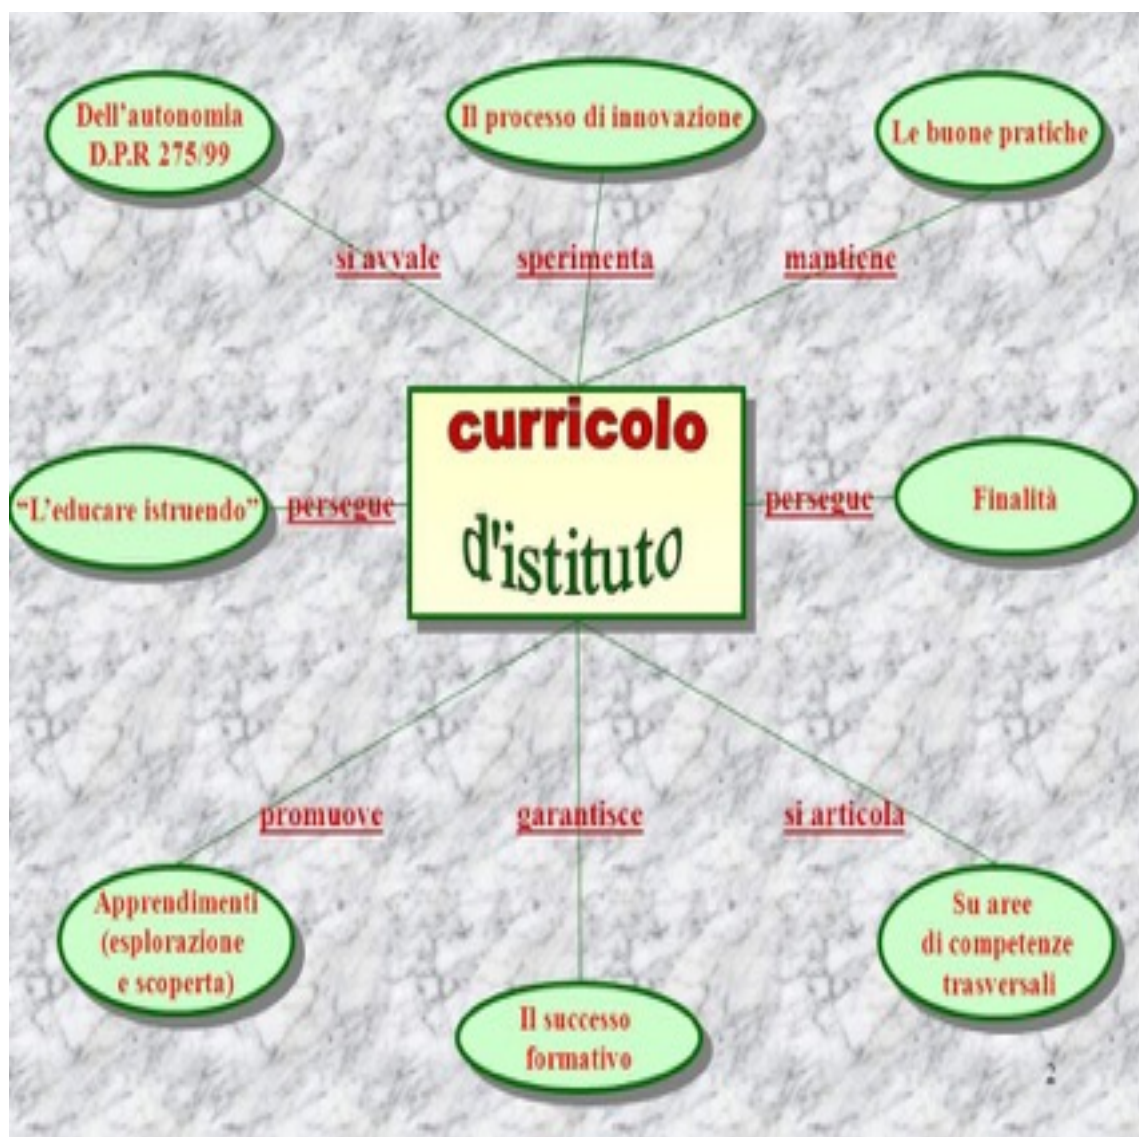 Dell'autonomia
D.P.R 275/99
Il processo di innovazione
Le buone pratiche
si avvale
sperimenta
mantiene
curricolo
d'istituto
“L'educare istruendo”
persegue
persegue
Finalità
promuove
garantisce
si articola
Apprendimenti
(esplorazione
e scoperta)
Il successo
formativo
Su aree
di competenze
trasversali
2